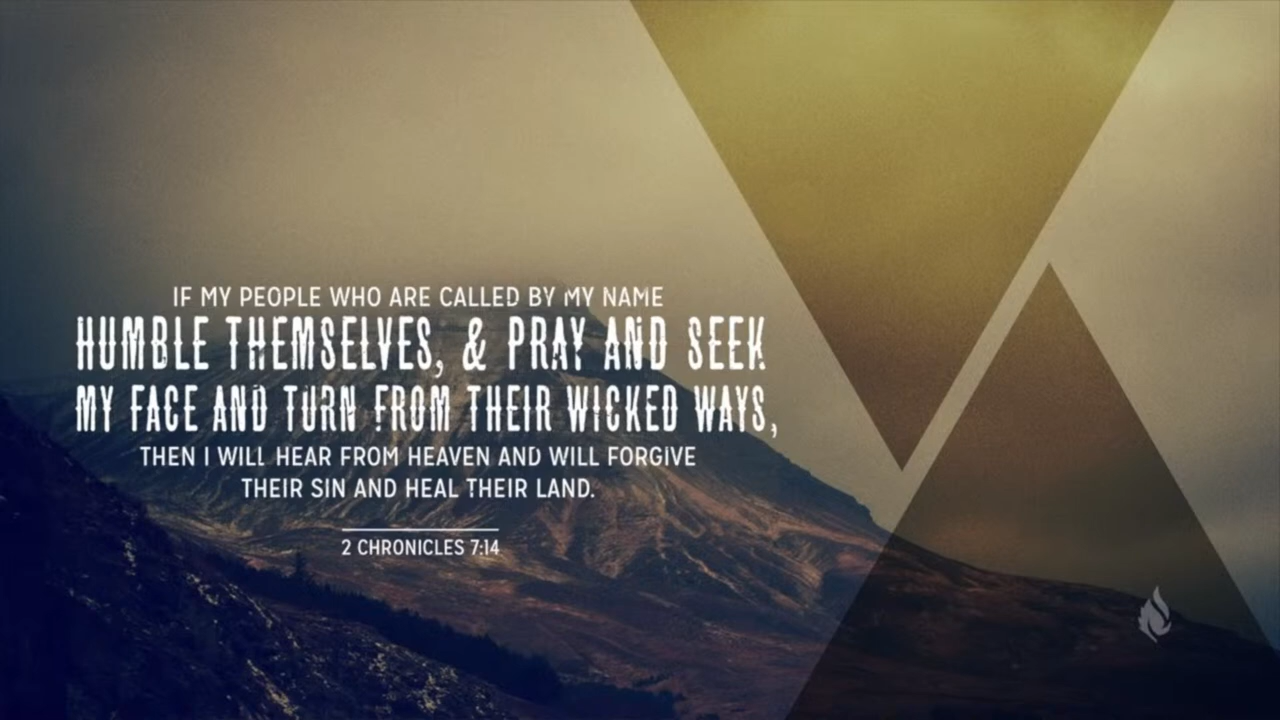 IF MY PEOPLE WHO ARE CALLED BY MY NAME
HUMBLE THEMSELVES, & PRAY AND SEEK
MY FACE AND TURN FROM THEIR WICKED WAYS,
THEN I WILL HEAR FROM HEAVEN AND WILL FORGIVE
THEIR SIN AND HEAL THEIR LAND.
2 CHRONICLES 7:14